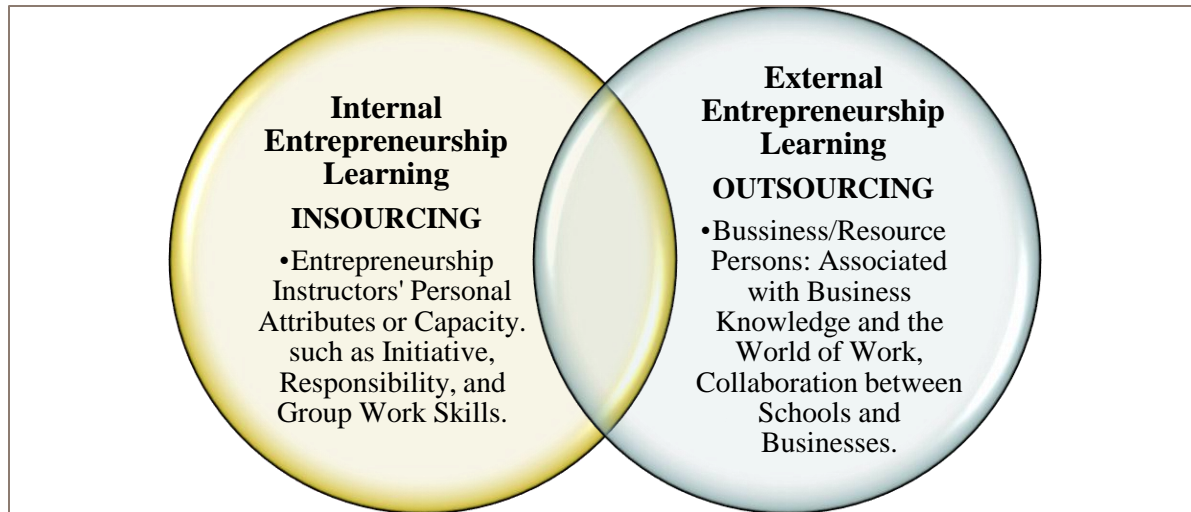 Internal
Entrepreneurship
Learning
INSOURCING
•Entrepreneurship
Instructors' Personal
Attributes or Capacity.
such as Initiative,
Responsibility, and
Group Work Skills.
External
Entrepreneurship
Learning
OUTSOURCING
•Bussiness/Resource
Persons: Associated
with Business
Knowledge and the
World of Work,
Collaboration between
Schools and
Businesses.